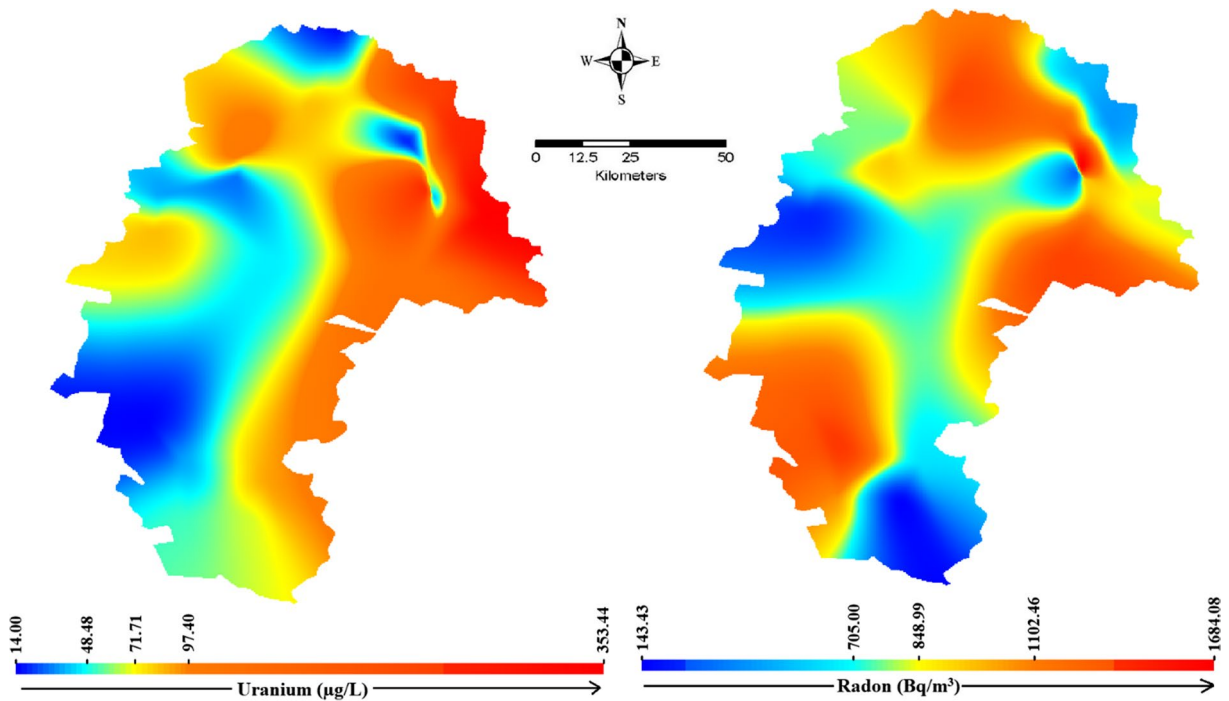 N
W E
S
0 12.5 25 50
Kilometers
14.00 48.48 71.71 97.40 353.44
Uranium (µg/L)
143.43 705.00 848.99 1102.46 1684.08
Radon (Bq/m³)